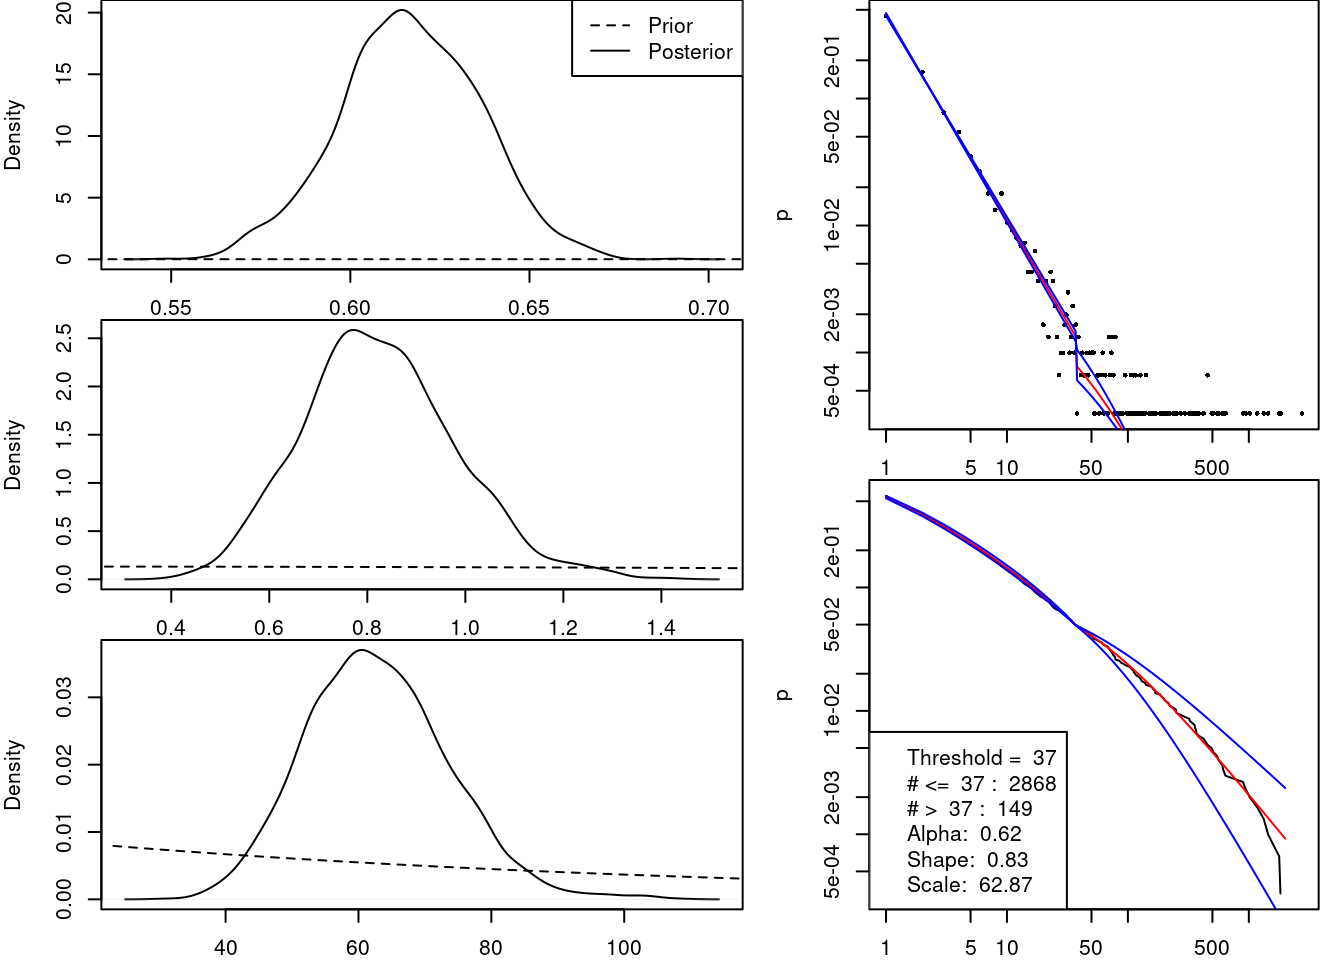 Density
20
15
10
5
0
Prior
Posterior
0.55 0.60 0.65 0.70
Density
2.5
2.0
1.5
1.0
0.5
0.0
0.4 0.6 0.8 1.0 1.2 1.4
Density
0.03
0.02
0.01
0.00
40 60 80 100
p
2e-01
5e-02
1e-02
2e-03
5e-04
1 5 10 50 500
p
2e-01
5e-02
1e-02
2e-03
5e-04
Threshold = 37
# <= 37 : 2868
# > 37 : 149
Alpha: 0.62
Shape: 0.83
Scale: 62.87
1 5 10 50 500